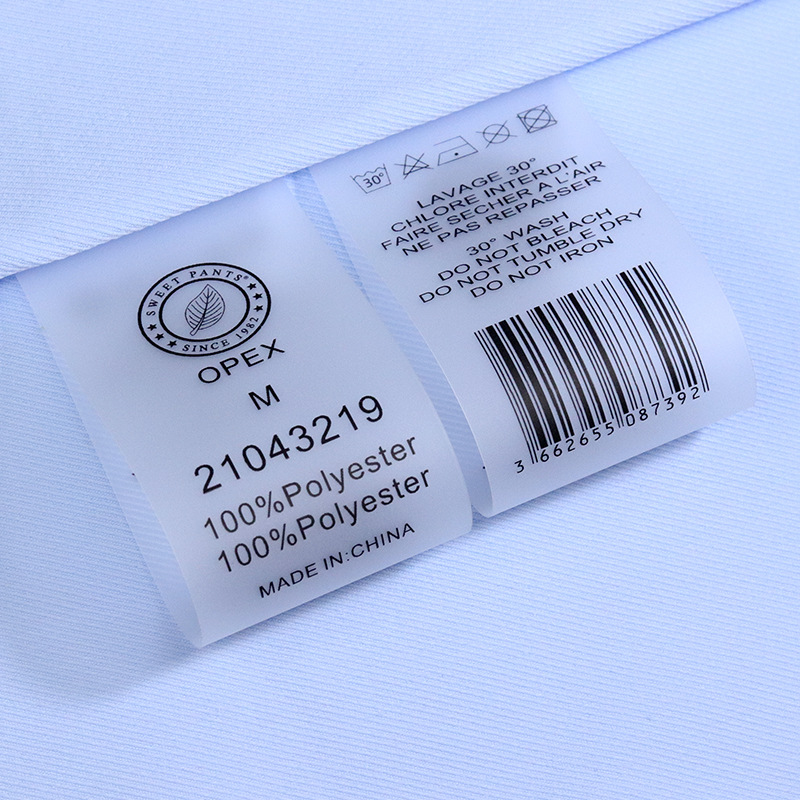 SWEET PANTS®
SINCE 1982
OPEX
M
21043219
100%Polyester
100%Polyester
MADE IN:CHINA
30°
LAVAGE 30°
CHLORE INTERDIT
FAIRE SECHER A L'AIR
NE PAS REPASSER
30° WASH
DO NOT BLEACH
DO NOT TUMBLE DRY
DO NOT IRON
3 662655 087392